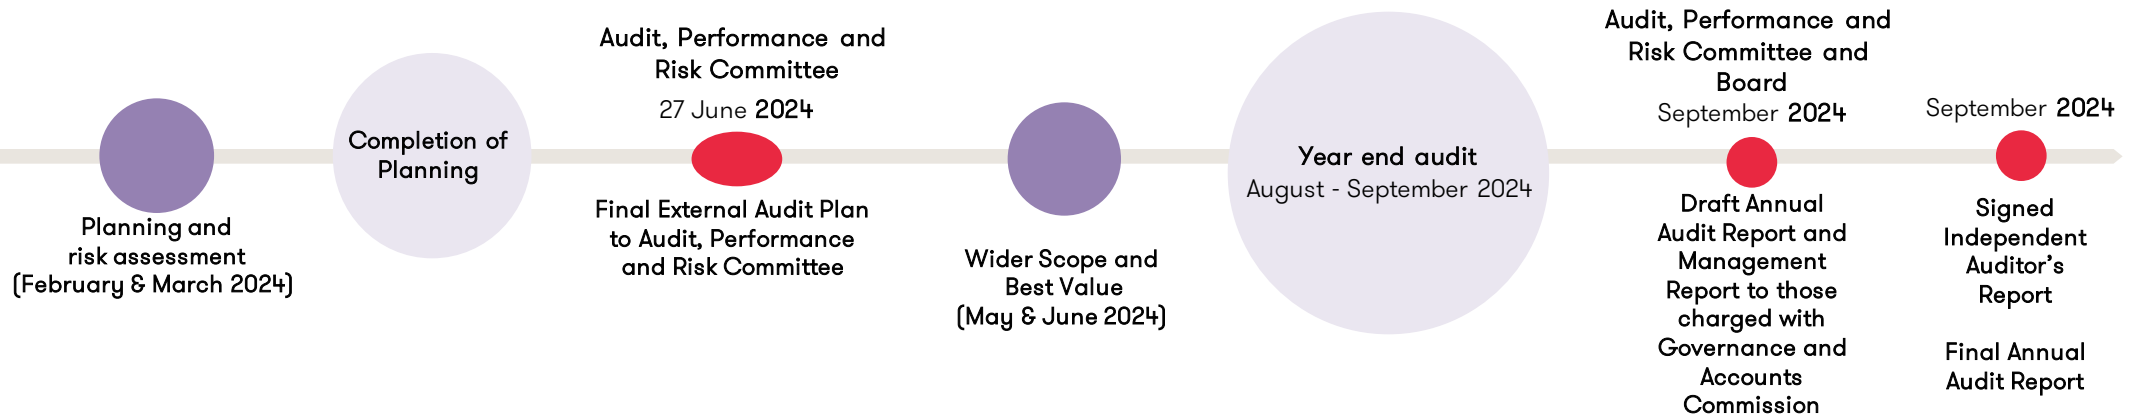 Planning and
risk assessment
(February & March 2024)
Completion of
Planning
Audit, Performance and
Risk Committee
27 June 2024
Final External Audit Plan
to Audit, Performance
and Risk Committee
Wider Scope and
Best Value
(May & June 2024)
Year end audit
August - September 2024
Audit, Performance and
Risk Committee and
Board
September 2024
Draft Annual
Audit Report and
Management
Report to those
charged with
Governance and
Accounts
Commission
September 2024
Signed
Independent
Auditor's
Report
Final Annual
Audit Report